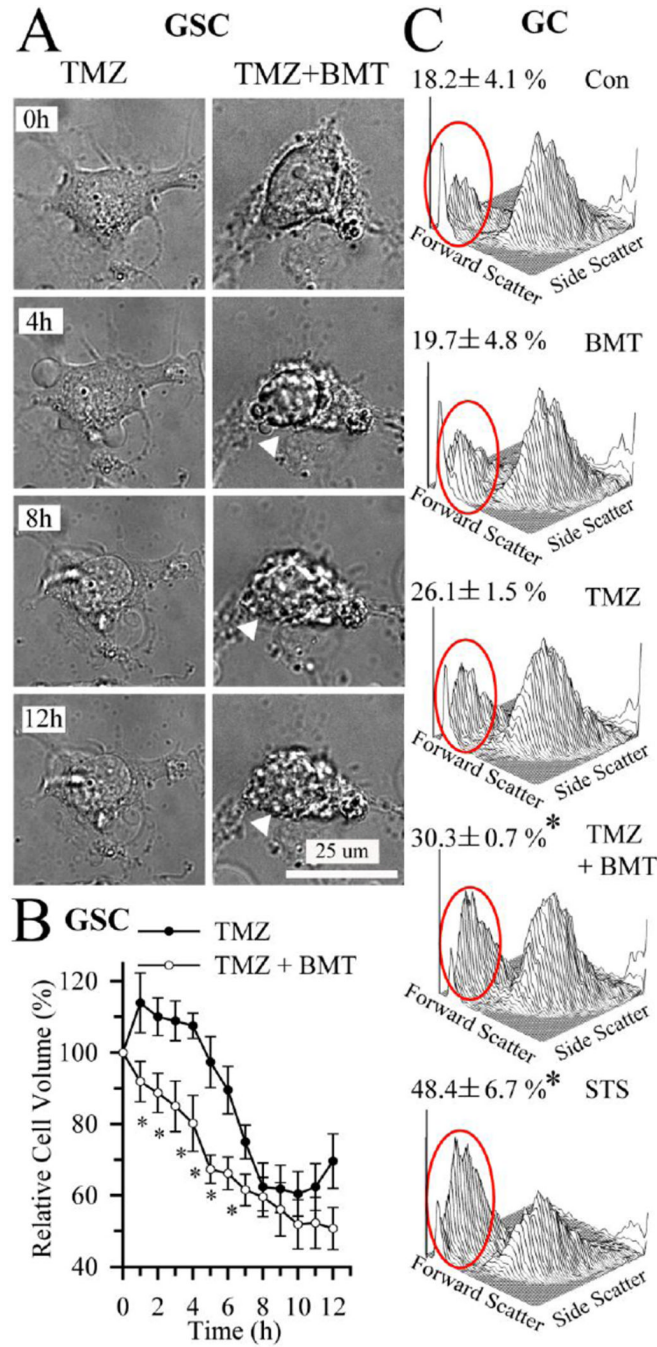 A
GSC
TMZ
TMZ+BMT
0h
4h
8h
12h
25 um
B GSC
TMZ
TMZ + BMT
Relative Cell Volume (%)
120
100
80
60
40
*
*
*
*
*
*
0 2 4 6 8 10 12
Time (h)
C
GC
18.2± 4.1 % Con
Forward Scatter Side Scatter
19.7± 4.8 % BMT
Forward Scatter Side Scatter
26.1± 1.5 % TMZ
Forward Scatter Side Scatter
30.3± 0.7 %* TMZ
+ BMT
Forward Scatter Side Scatter
48.4± 6.7 %* STS
Forward Scatter Side Scatter